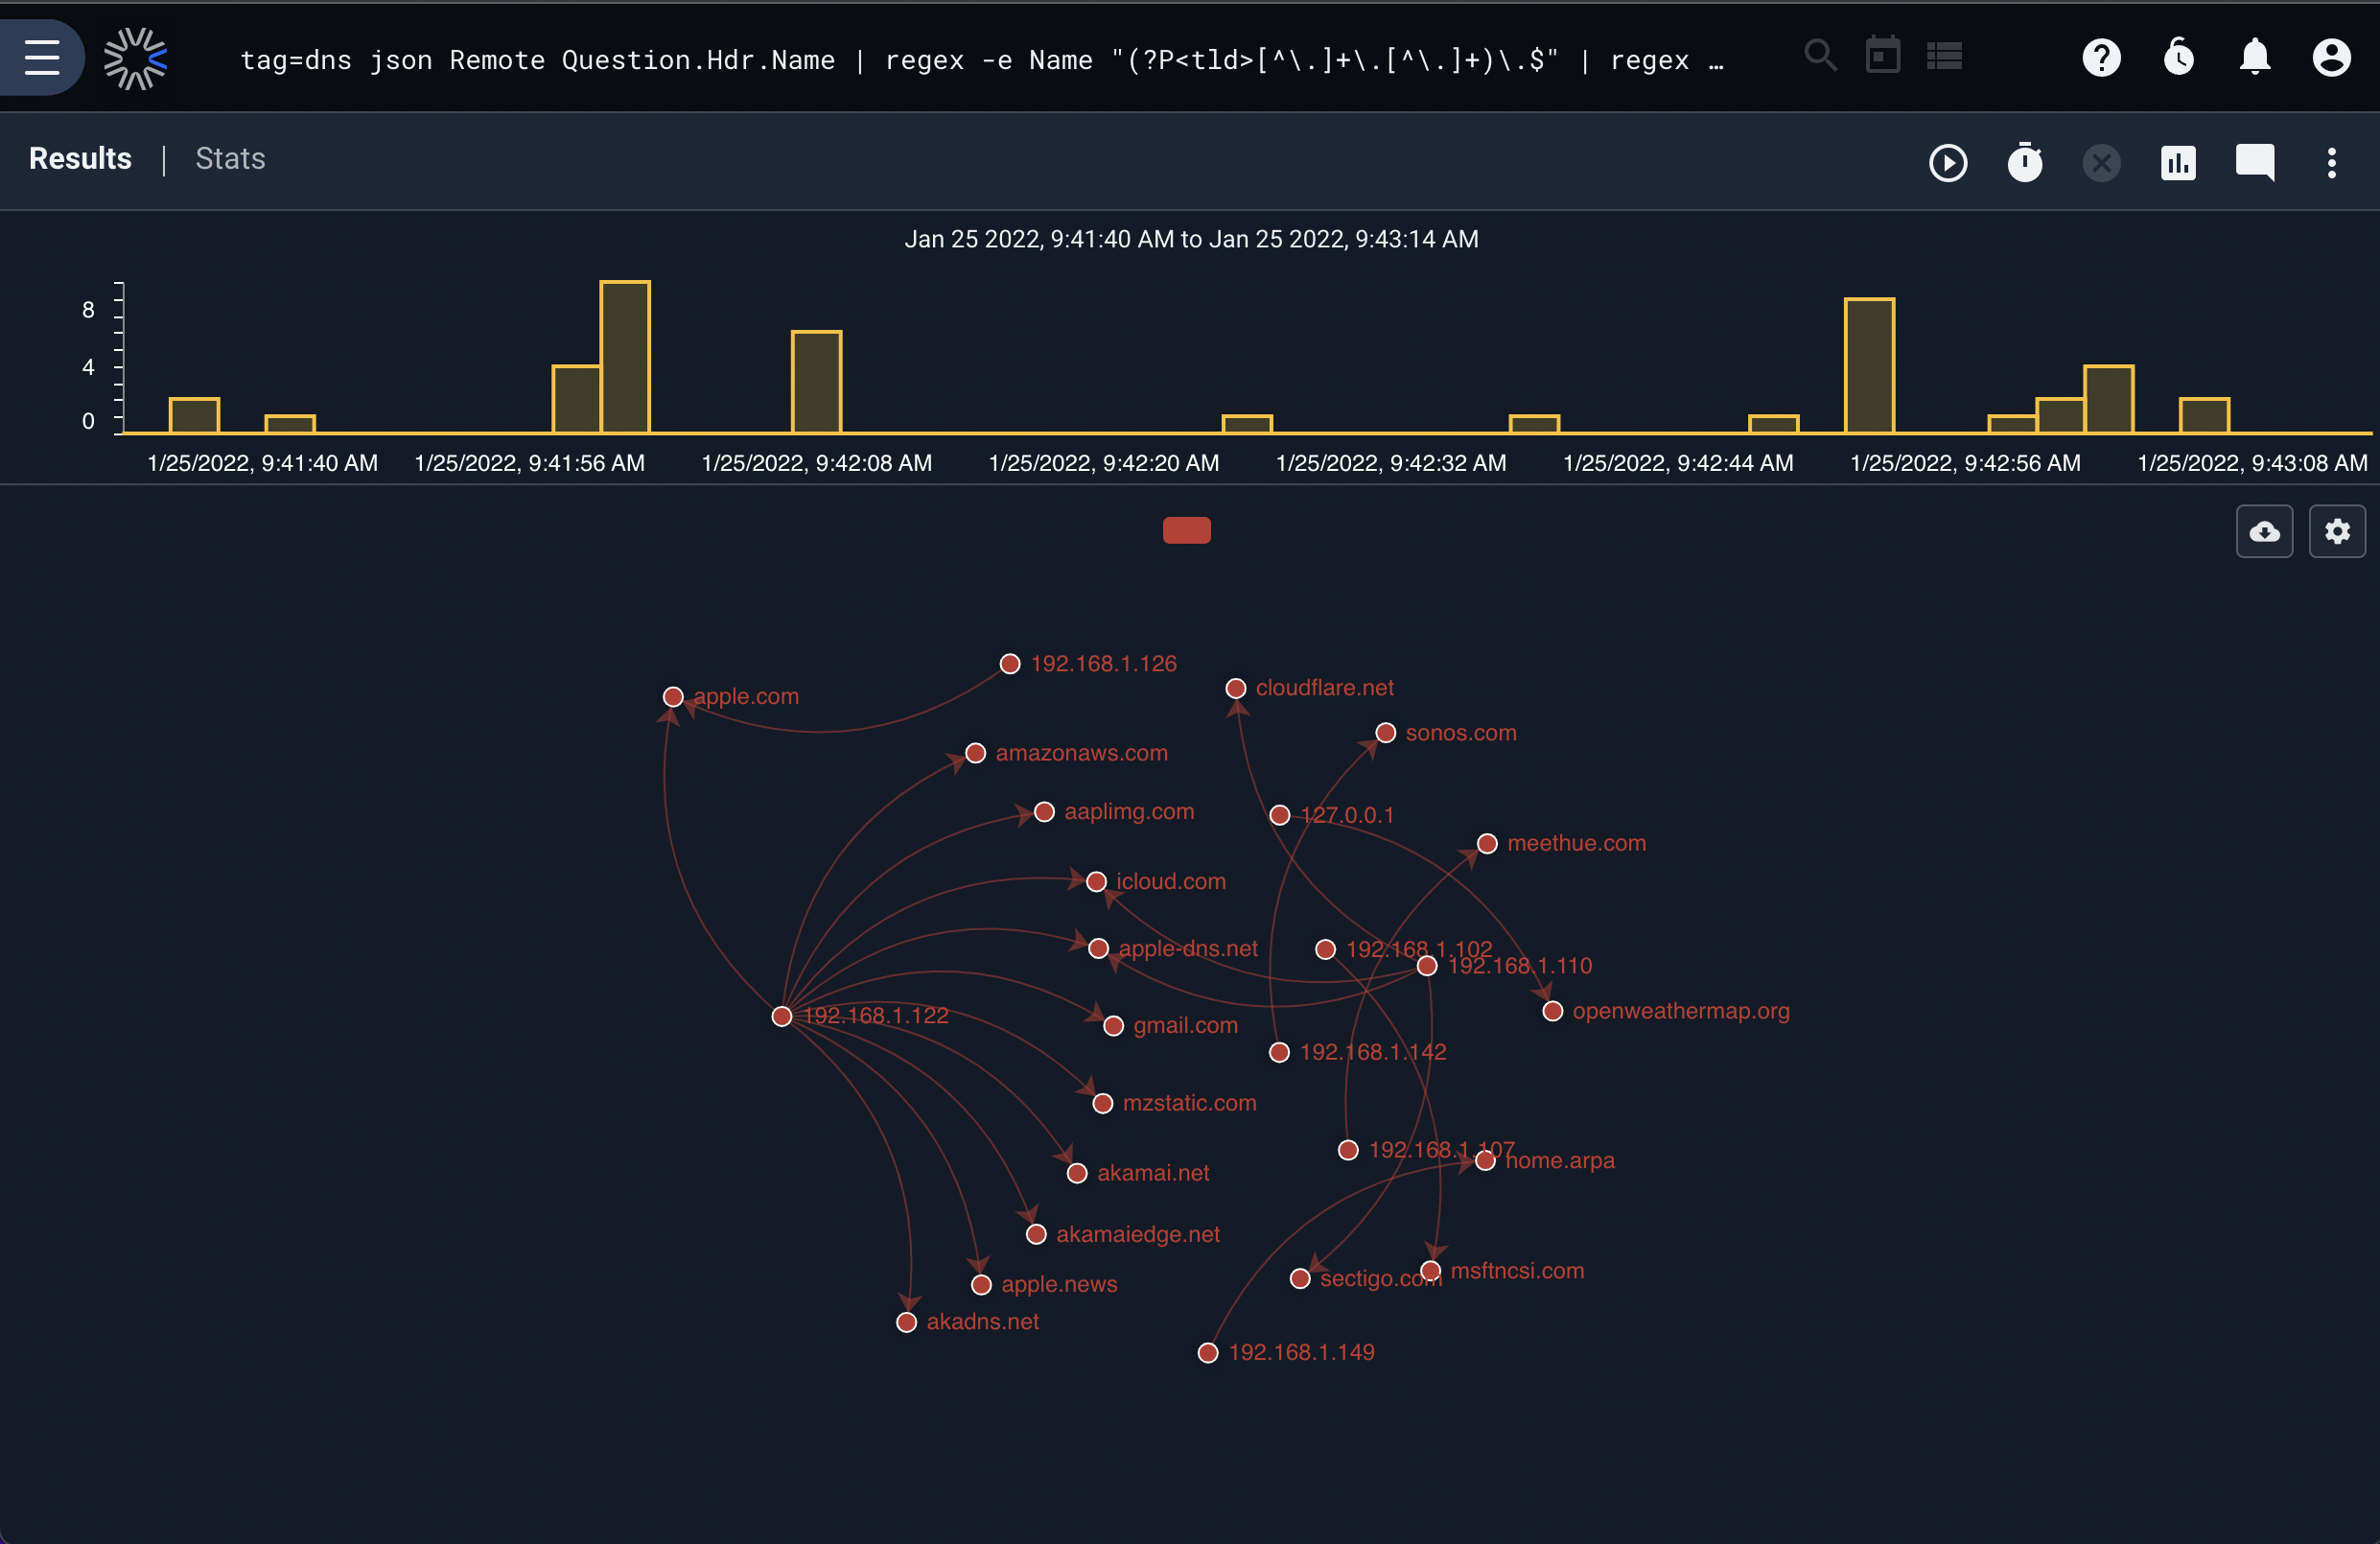 tag=dns json Remote Question.Hdr.Name | regex -e Name "(?P<tld>[^\.]+\.[^\.]+)\.$" | regex …
Results | Stats
Jan 25 2022, 9:41:40 AM to Jan 25 2022, 9:43:14 AM
8
4
0
1/25/2022, 9:41:40 AM
1/25/2022, 9:41:56 AM
1/25/2022, 9:42:08 AM
1/25/2022, 9:42:20 AM
1/25/2022, 9:42:32 AM
1/25/2022, 9:42:44 AM
1/25/2022, 9:42:56 AM
1/25/2022, 9:43:08 AM
192.168.1.126
cloudflare.net
apple.com
sonos.com
amazonaws.com
aaplimg.com
127.0.0.1
meethue.com
icloud.com
apple-dns.net
192.168.1.102
192.168.1.110
openweathermap.org
192.168.1.122
gmail.com
192.168.1.142
mzstatic.com
192.168.1.107
home.arpa
akamai.net
akamaiedge.net
msftncsi.com
sectigo.com
apple.news
akadns.net
192.168.1.149